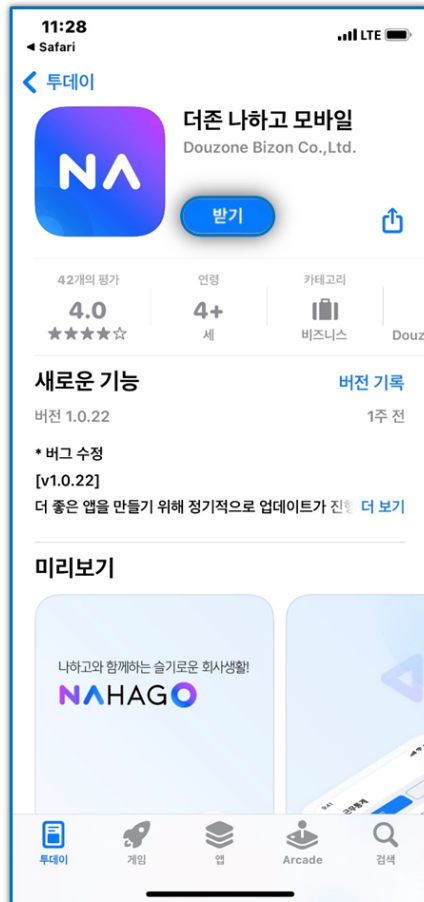 11:28
LTE
◀ Safari
투데이
NA
더존 나하고 모바일
Douzone Bizon Co.,Ltd.
받기
42개의 평가
연령
카테고리
4.0
4+
★★★★☆
세
비즈니스
Douz
새로운 기능
버전 기록
버전 1.0.22
1주 전
* 버그 수정
[v1.0.22]
더 좋은 앱을 만들기 위해 정기적으로 업데이트가 진행 더 보기
미리보기
나하고와 함께하는 슬기로운 회사생활!
NAHAGO
9:41
근무통계
투데이
게임
앱
Arcade
검색